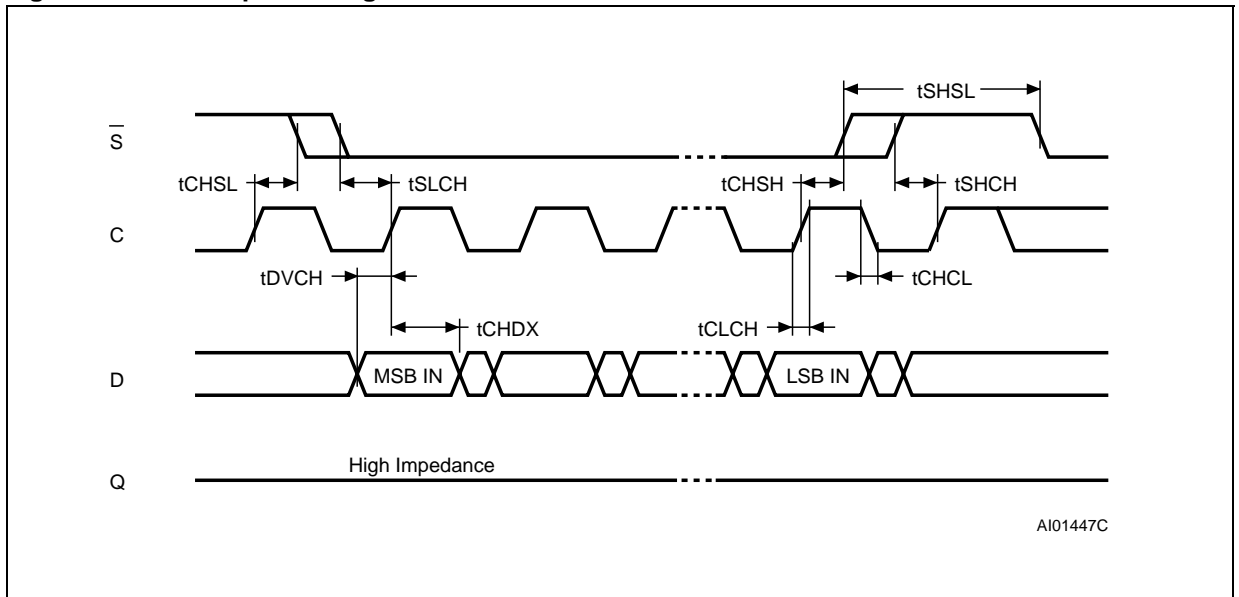 tSHSL
S
tCHSL
tSLCH
tCHSH
tSHCH
C
tDVCH
tCHCL
tCHDX
tCLCH
D
MSB IN
LSB IN
High Impedance
Q
AI01447C